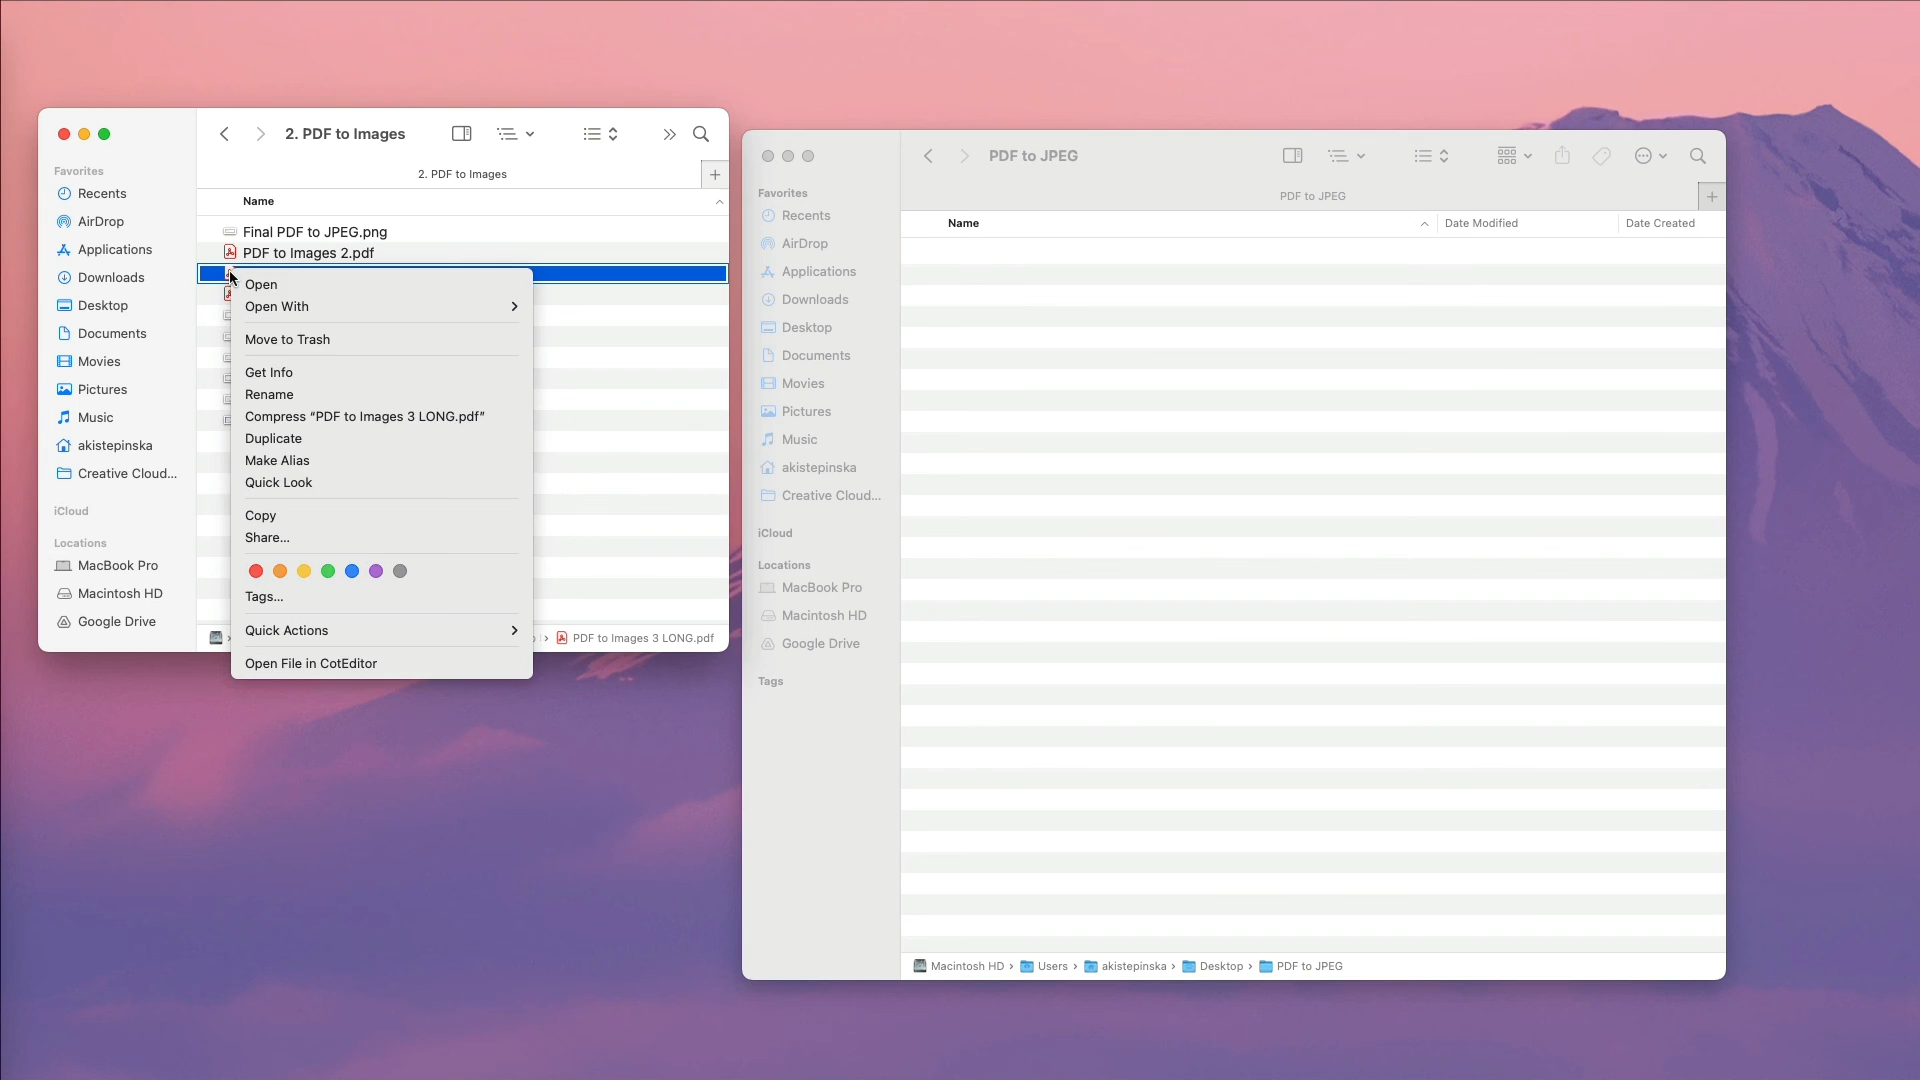 2. PDF to Images
2. PDF to Images
Favorites
Recents
AirDrop
Applications
Downloads
Desktop
Documents
Movies
Pictures
Music
akistepinska
Creative Cloud...
iCloud
Locations
MacBook Pro
Macintosh HD
Google Drive
Name
Final PDF to JPEG.png
PDF to Images 2.pdf
Open
Open With
Move to Trash
Get Info
Rename
Compress “PDF to Images 3 LONG.pdf”
Duplicate
Make Alias
Quick Look
Copy
Share...
Tags...
Quick Actions
Open File in CotEditor
PDF to Images 3 LONG.pdf
PDF to JPEG
PDF to JPEG
Favorites
Recents
AirDrop
Applications
Downloads
Desktop
Documents
Movies
Pictures
Music
akistepinska
Creative Cloud...
iCloud
Locations
MacBook Pro
Macintosh HD
Google Drive
Tags
Name Date Modified Date Created
Macintosh HD › Users › akistepinska › Desktop › PDF to JPEG